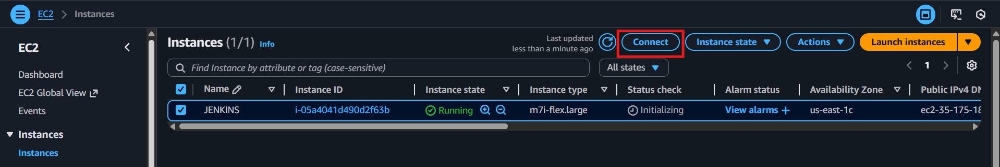 EC2 > Instances
EC2
Dashboard
EC2 Global View
Events
Instances
Instances
Instances (1/1) Info
Last updated
less than a minute ago
Connect
Instance state
Actions
Launch instances
Find Instance by attribute or tag (case-sensitive)
All states
1
Name Instance ID Instance state Instance type Status check Alarm status Availability Zone Public IPv4 DN
JENKINS i-05a4041d490d2f63b Running m7i-flex.large Initializing View alarms + us-east-1c ec2-35-175-18